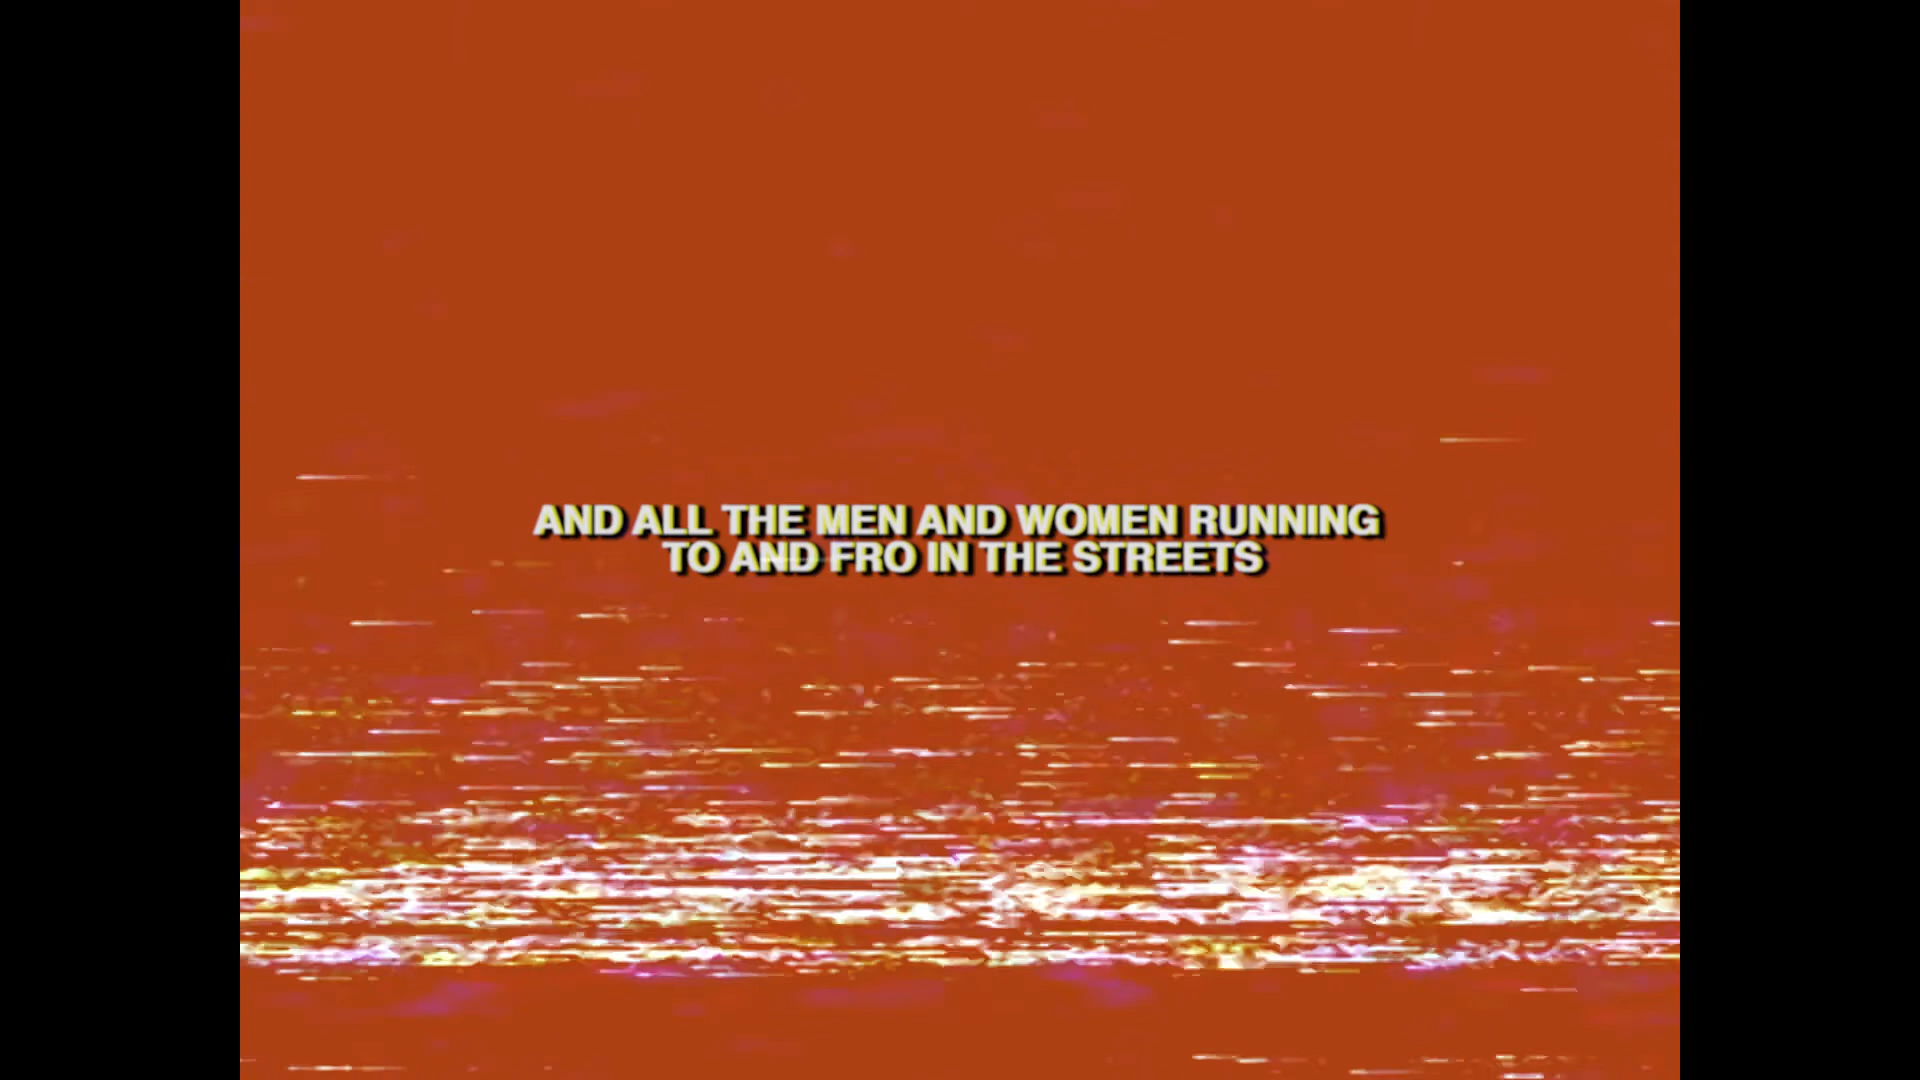 AND ALL THE MEN AND WOMEN RUNNING
TO AND FRO IN THE STREETS